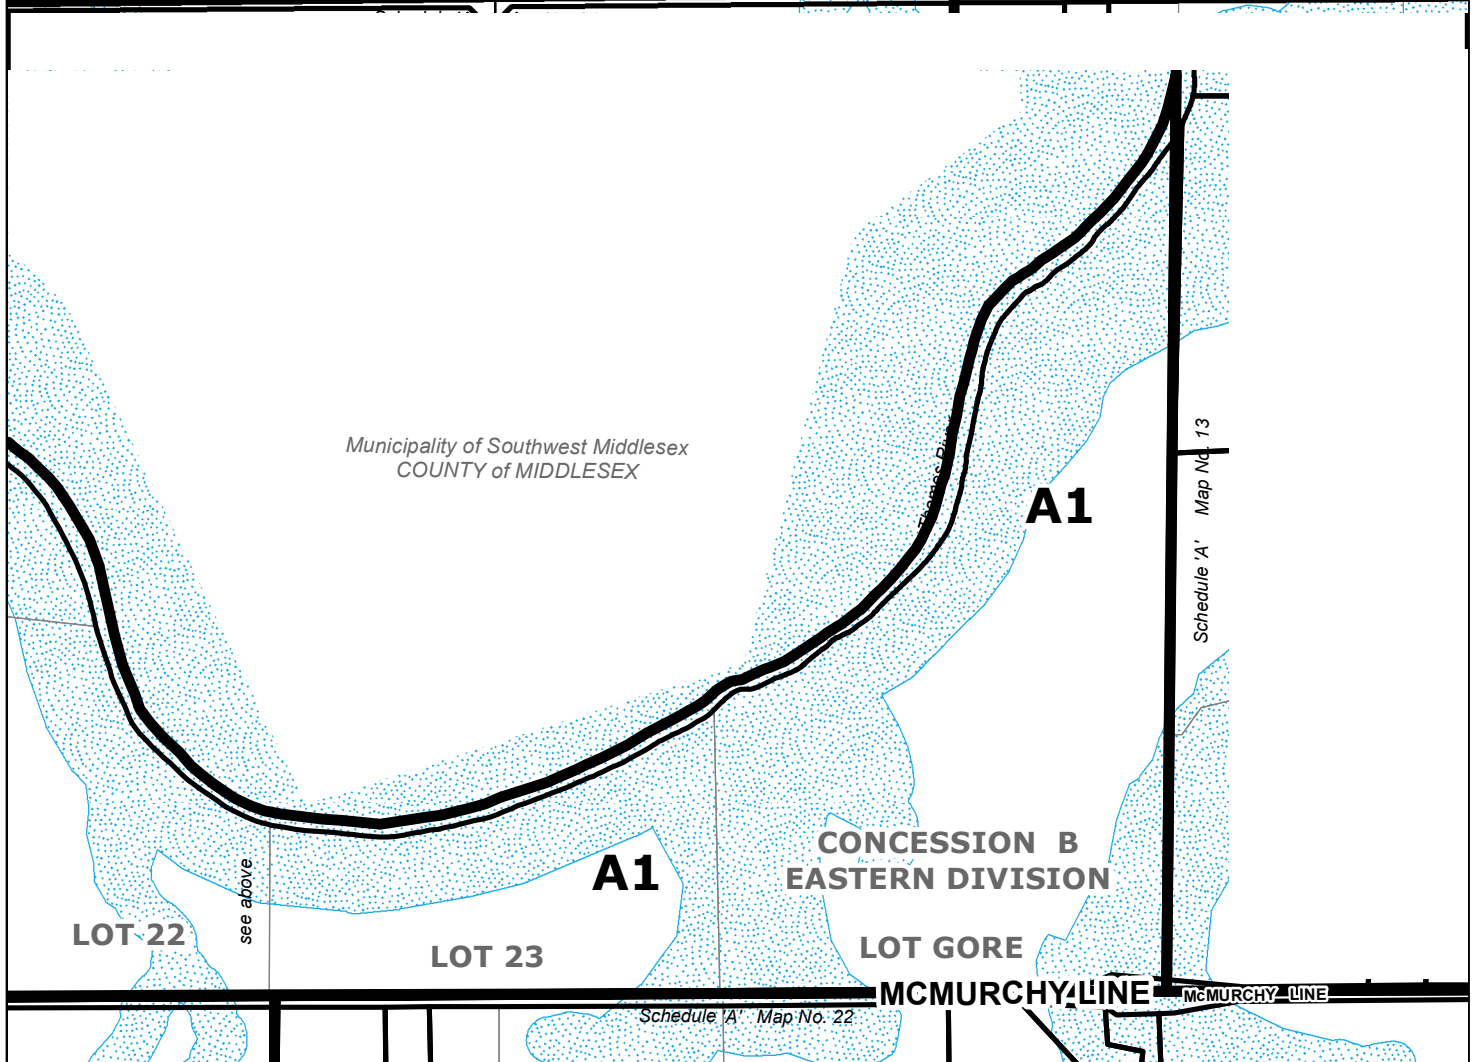 Municipality of Southwest Middlesex
COUNTY of MIDDLESEX
Thames
A1
Schedule 'A' Map No. 13
A1
CONCESSION B
EASTERN DIVISION
see above
LOT 22
LOT 23
LOT GORE
MCMURCHY LINE
McMURCHY LINE
Schedule 'A' Map No. 22